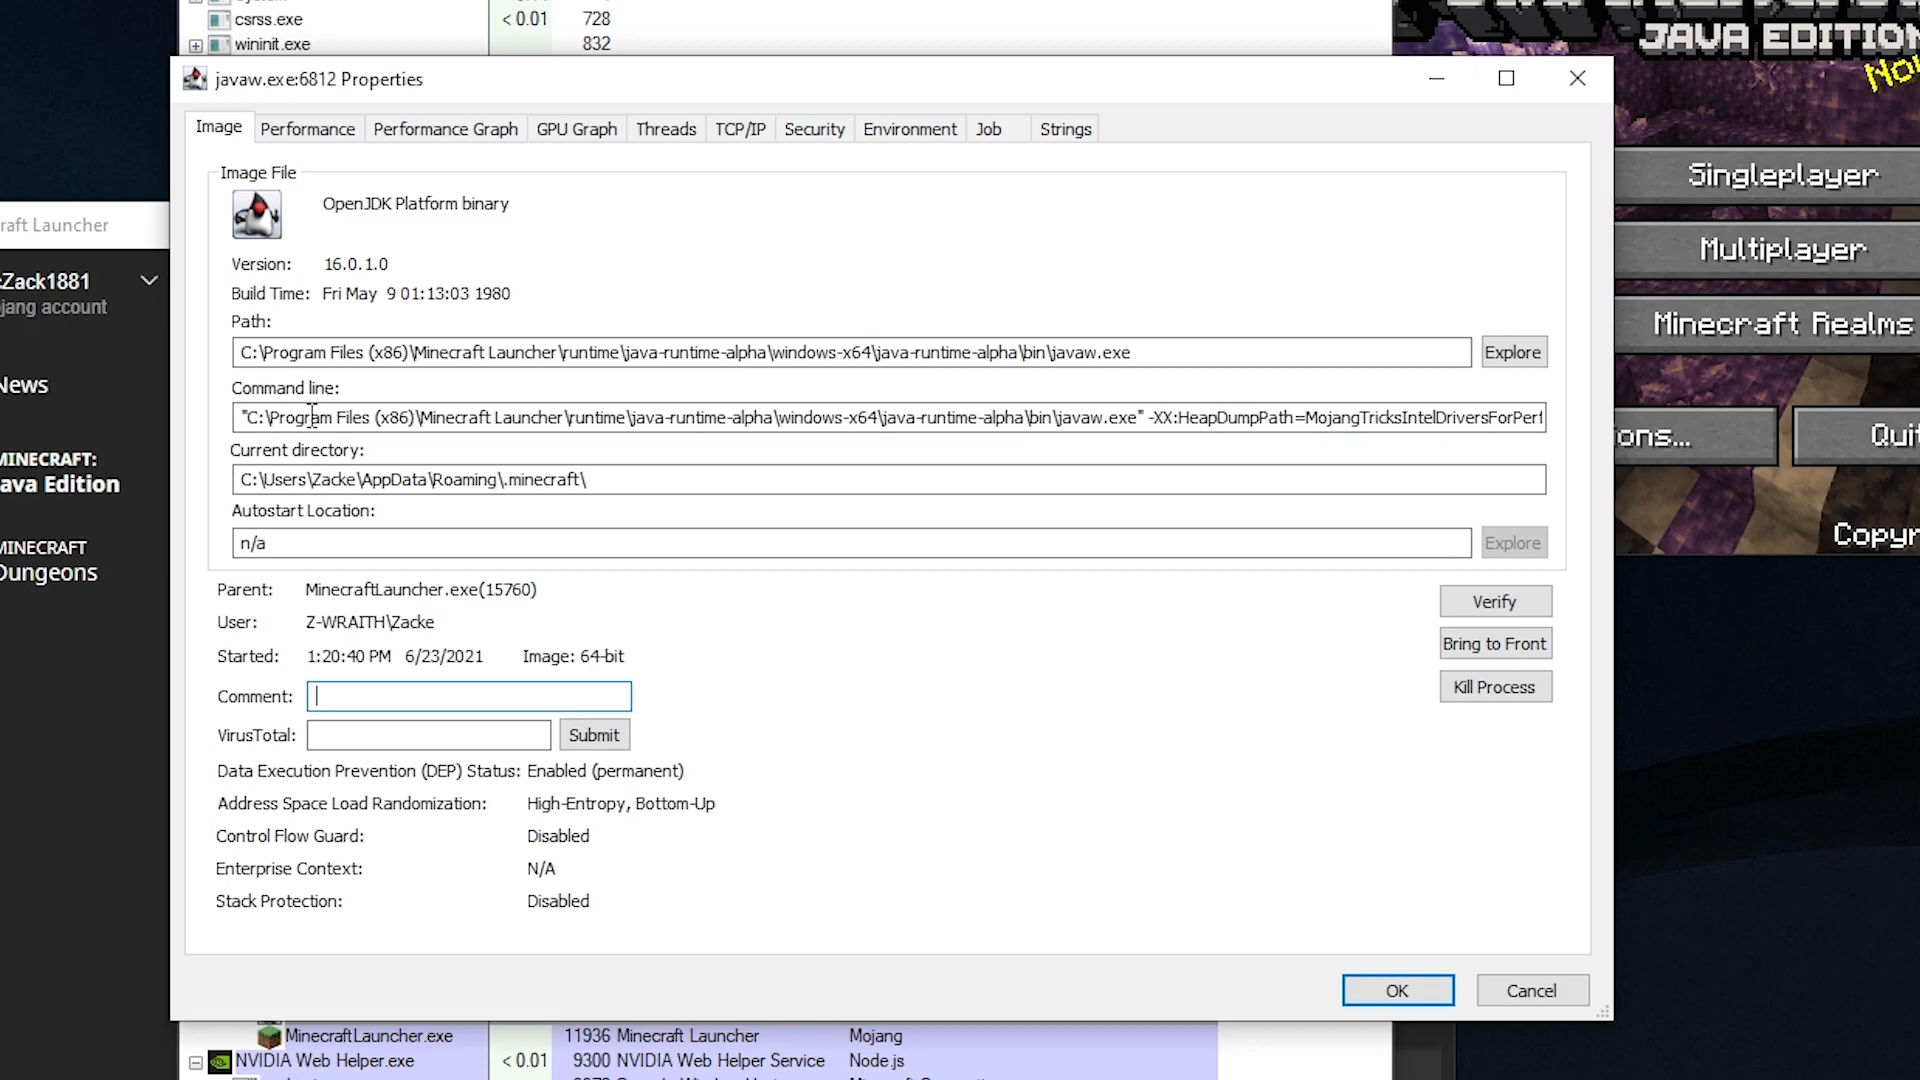 csrss.exe < 0.01 728
wininit.exe 832
JAVA EDITION
javaw.exe:6812 Properties
Image Performance Performance Graph GPU Graph Threads TCP/IP Security Environment Job Strings
Image File
OpenJDK Platform binary
Version: 16.0.1.0
Build Time: Fri May 9 01:13:03 1980
Path:
C:\Program Files (x86)\Minecraft Launcher\runtime\java-runtime-alpha\windows-x64\java-runtime-alpha\bin\javaw.exe
Explore
Command line:
"C:\Program Files (x86)\Minecraft Launcher\runtime\java-runtime-alpha\windows-x64\java-runtime-alpha\bin\javaw.exe" -XX:HeapDumpPath=MojangTricksIntelDriversForPerf
Current directory:
C:\Users\Zacke\AppData\Roaming\.minecraft\
Autostart Location:
n/a
Explore
Parent: MinecraftLauncher.exe(15760)
User: Z-WRAITH\Zacke
Started: 1:20:40 PM 6/23/2021 Image: 64-bit
Comment:
VirusTotal: Submit
Verify
Bring to Front
Kill Process
Data Execution Prevention (DEP) Status: Enabled (permanent)
Address Space Load Randomization: High-Entropy, Bottom-Up
Control Flow Guard: Disabled
Enterprise Context: N/A
Stack Protection: Disabled
OK Cancel
raft Launcher
Zack1881
jang account
News
MINECRAFT:
ava Edition
MINECRAFT
Dungeons
Singleplayer
Multiplayer
Minecraft Realms
ons... Quit
Copyr
MinecraftLauncher.exe 11936 Minecraft Launcher Mojang
NVIDIA Web Helper.exe < 0.01 9300 NVIDIA Web Helper Service Node.js